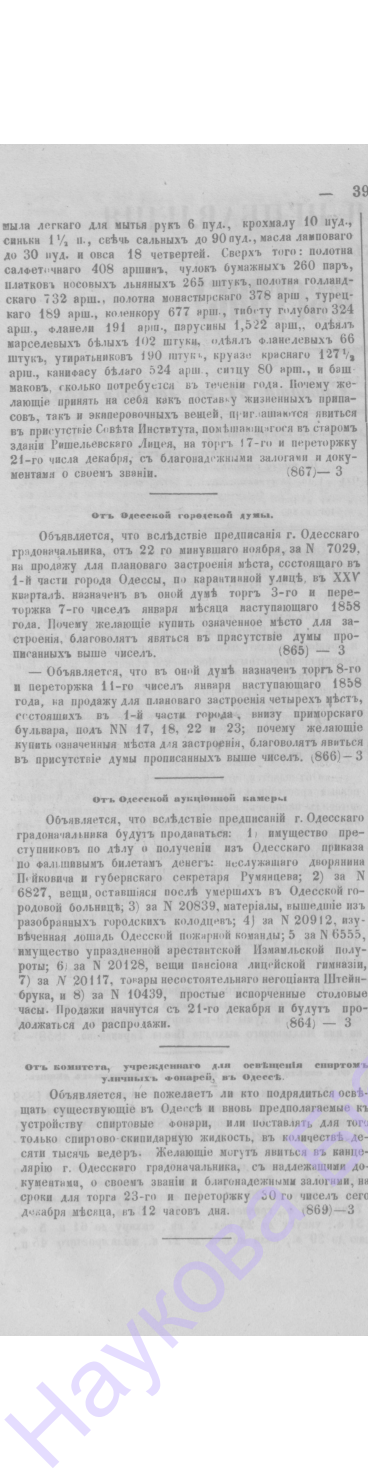 — 39
мыла легкаго для мытья рукъ 6 пуд., крохмалу 10 пуд.,
синьки 1½ п., свѣчь сальныхъ до 90 пуд., масла ламповаго
до 30 пуд. и овса 18 четвертей. Сверхъ того: полотна
салфеточнаго 408 аршинъ, чулокъ бумажныхъ 260 паръ,
платковъ носовыхъ льняныхъ 265 штукъ, полотна голланд-
скаго 732 арш., полотна монастырскаго 378 арш , турец-
каго 189 арш., коленкору 677 арш., тибету голубаго 324
арш., фланели 191 арш., парусины 1,522 арш., одѣялъ
марселевыхъ бѣлыхъ 102 штуки, одѣялъ фланелевыхъ 66
штукъ, утиральниковъ 190 штукъ, круазе краснаго 127½
арш., канифасу бѣлаго 524 арш , ситцу 80 арш., и баш
маковъ, сколько потребуется въ теченіи года. Почему же-
лающіе принять на себя какъ поставку жизненныхъ припа-
совъ, такъ и экиперовочныхъ вещей, приглашаются явиться
въ присутствіе Совѣта Института, помѣщающагося въ старомъ
зданіи Ришельевскаго Лицея, на торгъ 17-го и переторжку
21-го числа декабря, съ благонадежными залогами и доку-
ментами о своемъ званіи. (867)— 3
Отъ Одесской городской думы.
Объявляется, что вслѣдствіе предписанія г. Одесскаго
градоначальника, отъ 22 го минувшаго ноября, за N 7029,
на продажу для плановаго застроенія мѣста, состоящаго въ
1-й части города Одессы, по карантинной улицѣ, въ XXV
кварталѣ, назначенъ въ оной думѣ торгъ 3-го и пере-
торжка 7-го чиселъ января мѣсяца наступающаго 1858
года. Почему желающіе купить означенное мѣсто для за-
строенія, благоволятъ явяться въ присутствіе думы про-
писанныхъ выше чиселъ. (865) — 3
— Объявляется, что въ оной думѣ назначенъ торгъ 8-го
и переторжка 11-го чиселъ января наступающаго 1858
года, на продажу для плановаго застроенія четырехъ мѣстъ,
состоящихъ въ 1-й части города, внизу приморскаго
бульвара, подъ NN 17, 18, 22 и 23; почему желающіе
купить означенныя мѣста для застроенія, благоволятъ явиться
въ присутствіе думы прописанныхъ выше чиселъ. (866)—3
Отъ Одесской аукціонной камеры
Объявляется, что вслѣдствіе предписаній г. Одесскаго
градоначальника будутъ продаваться: 1) имущество пре-
ступниковъ по дѣлу о полученіи изъ Одесскаго приказа
по фальшивымъ билетамъ денегъ: неслужащаго дворянина
Пейковича и губернскаго секретаря Румянцева; 2) за N
6827, вещи, оставшіяся послѣ умершахъ въ Одесской го-
родовой больницѣ; 3) за N 20839, матеріалы, вышедшіе изъ
разобранныхъ городскихъ колодцевъ; 4) за N 20912, изу-
вѣченная лошадь Одесской пожарной команды; 5 за N 6555,
имущество упраздненной арестантской Измаильской полу-
роты; 6) за N 20128, вещи пансіона лицейской гимназіи,
7) за N 20117, товары несостоятельнаго негоціанта Штейн-
брука, и 8) за N 10439, простые испорченные столовые
часы. Продажи начнутся съ 21-го декабря и будутъ про-
должаться до распродажи. (864) — 3
Отъ комитета, учрежденнаго для освѣщенія спиртомъ
уличныхъ фонарей, въ Одессѣ.
Объявляется, не пожелаетъ ли кто подрядиться освѣ-
щать существующіе въ Одессѣ и вновь предполагаемые къ
устройству спиртовые фонари, или поставлять для того
только спиртово-скипидарную жидкость, въ количествѣ де-
сяти тысячъ ведеръ. Желающіе могутъ явиться въ канце-
лярію г. Одесскаго градоначальника, съ надлежащими до-
кументами, о своемъ званіи и благонадежными залогами, на
сроки для торга 23-го и переторжку 30 го чиселъ сего
декабря мѣсяца, въ 12 часовъ дня. (869)—3
Наукова